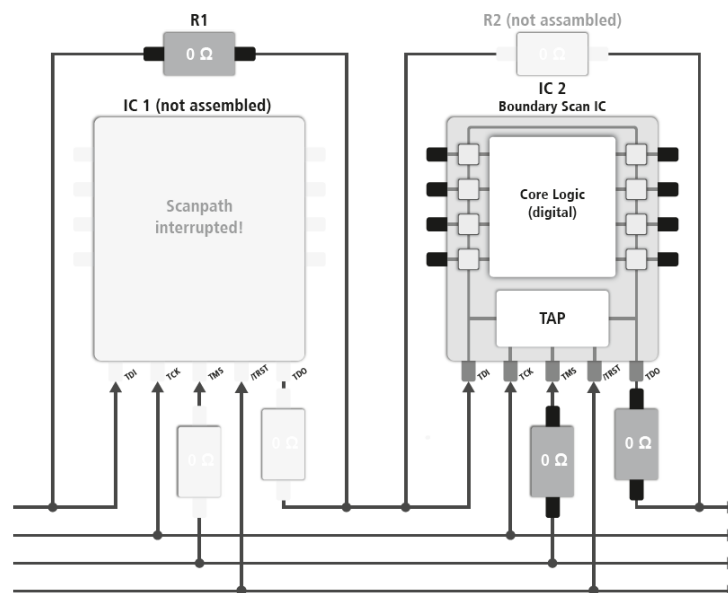 R1
0 Ω
R2 (not assambled)
0 Ω
IC 1 (not assembled)
Scanpath
interrupted!
IC 2
Boundary Scan IC
Core Logic
(digital)
TAP
TDI
TCK
TMS
/TRST
TDO
TDI
TCK
TMS
/TRST
TDO
0 Ω
0 Ω
0 Ω
0 Ω